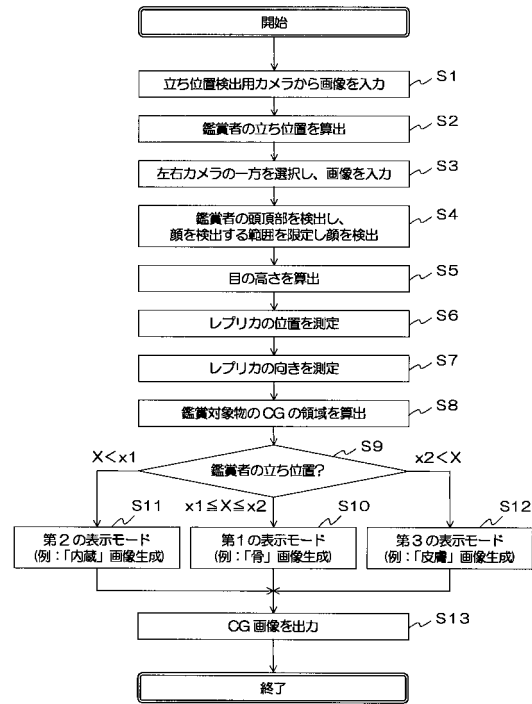 開始
立ち位置検出用カメラから画像を入力
S1
鑑賞者の立ち位置を算出
S2
左右カメラの一方を選択し、画像を入力
S3
鑑賞者の頭頂部を検出し、
顔を検出する範囲を限定し顔を検出
S4
目の高さを算出
S5
レプリカの位置を測定
S6
レプリカの向きを測定
S7
鑑賞対象物のCGの領域を算出
S8
鑑賞者の立ち位置?
S9
X<x1
x1≦X≦x2
x2<X
S11
第2の表示モード
(例:「内蔵」画像生成)
S10
第1の表示モード
(例:「骨」画像生成)
S12
第3の表示モード
(例:「皮膚」画像生成)
CG画像を出力
S13
終了